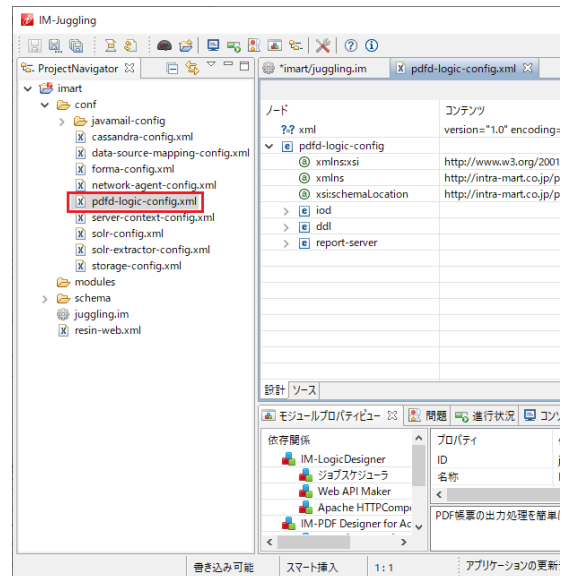 IM-Juggling
ProjectNavigator
*imart/juggling.im
pdfd-logic-config.xml
imart
conf
javamail-config
cassandra-config.xml
data-source-mapping-config.xml
forma-config.xml
network-agent-config.xml
pdfd-logic-config.xml
server-context-config.xml
solr-config.xml
solr-extractor-config.xml
storage-config.xml
modules
schema
juggling.im
resin-web.xml
ノード
コンテンツ
xml
version="1.0" encoding=
pdfd-logic-config
xmlns:xsi
http://www.w3.org/2001
xmlns
http://intra-mart.co.jp/p
xsi:schemaLocation
http://intra-mart.co.jp/p
iod
ddl
report-server
設計
ソース
モジュールプロパティビュー
問題
進行状況
依存関係
IM-LogicDesigner
ジョブスケジューラ
Web API Maker
Apache HTTPCompo
IM-PDF Designer for Ac
プロパティ
ID
名称
PDF帳票の出力処理を簡単
書き込み可能
スマート挿入
1 : 1
アプリケーションの更新